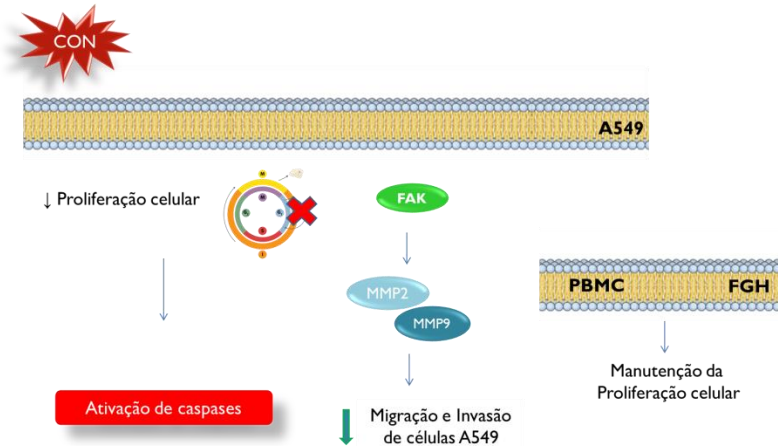 CON
A549
↓ Proliferação celular
M
M
I
FAK
MMP2
MMP9
PBMC
FGH
Manutenção da
Proliferação celular
Ativação de caspases
Migração e Invasão
de células A549